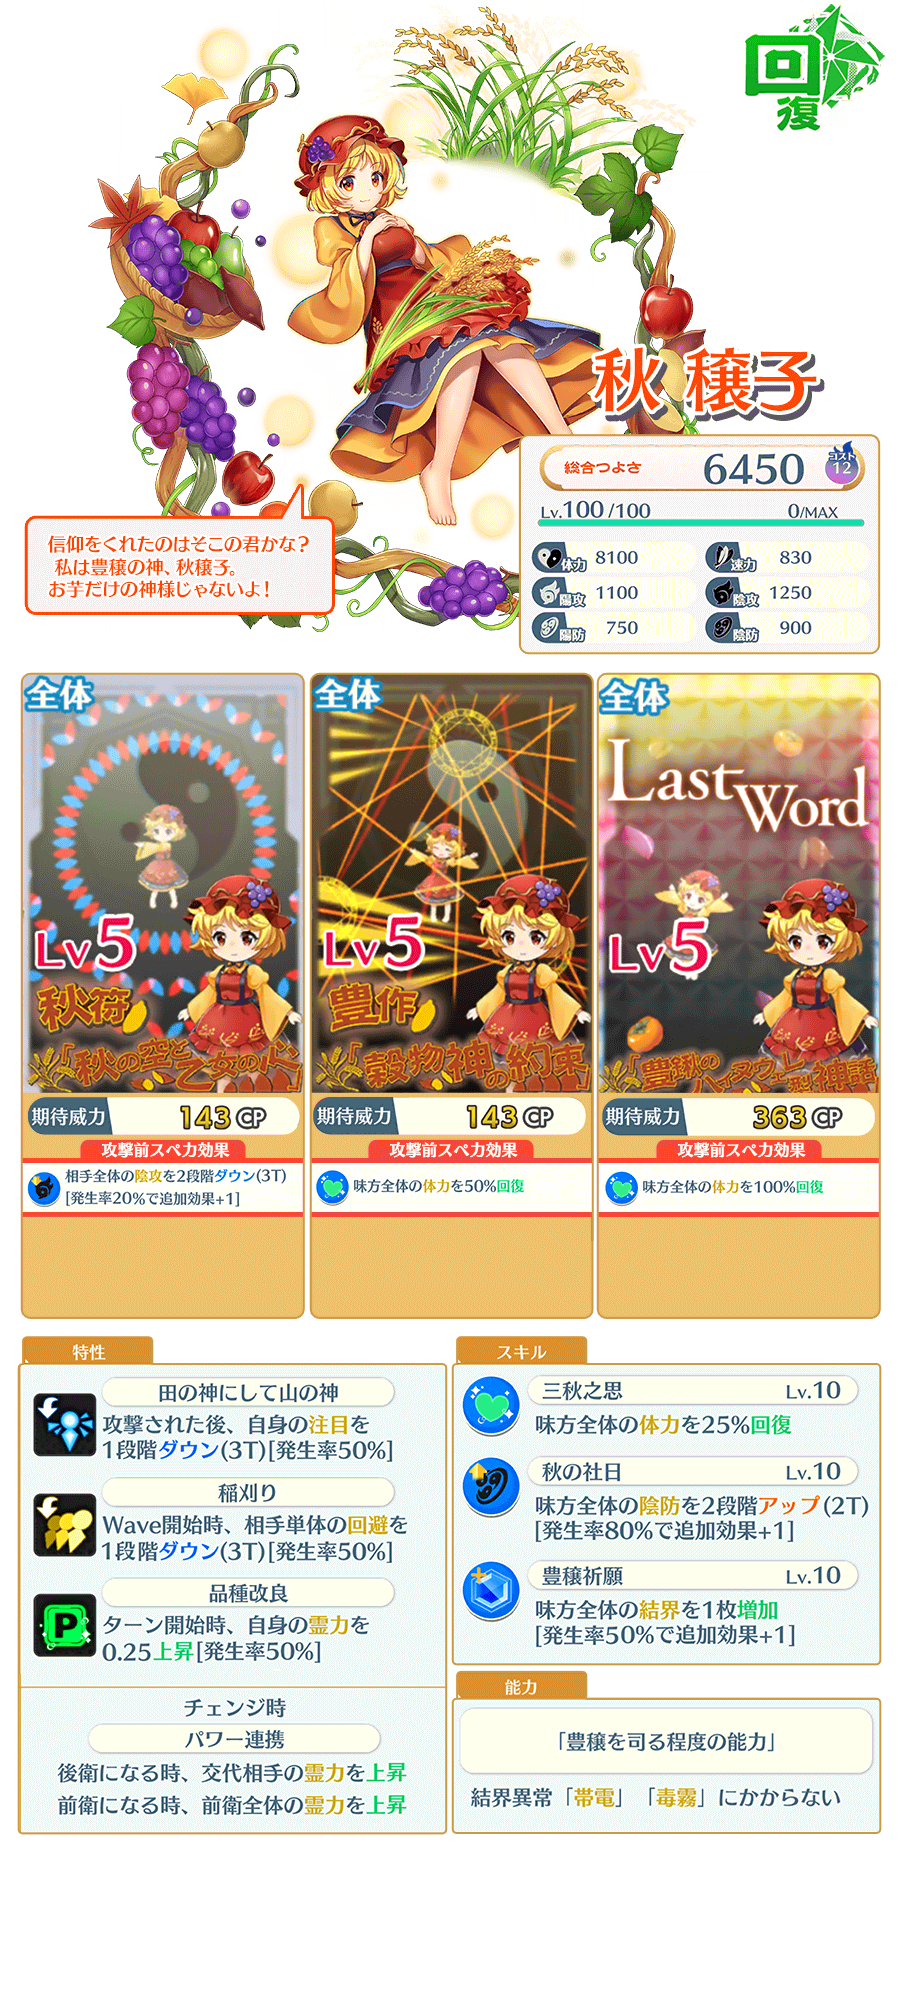 回復
秋 穣子
総合つよさ 6450 コスト 12
Lv.100/100 0/MAX
体力 8100 速力 830
陽攻 1100 陰攻 1250
陽防 750 陰防 900
信仰をくれたのはそこの君かな？
私は豊穣の神、秋穣子。
お芋だけの神様じゃないよ！
全体
Lv5
秋符
「秋の空と乙女の心」
期待威力 143CP
攻撃前スペカ効果
相手全体の陰攻を2段階ダウン(3T)
[発生率20%で追加効果+1]
全体
Lv5
豊作
「穀物神の約束」
期待威力 143CP
攻撃前スペカ効果
味方全体の体力を50%回復
全体
Last Word
Lv5
「豊穣のハイヌウェレ型神話」
期待威力 363CP
攻撃前スペカ効果
味方全体の体力を100%回復
特性
田の神にして山の神
攻撃された後、自身の注目を
1段階ダウン(3T)[発生率50%]
稲刈り
Wave開始時、相手単体の回避を
1段階ダウン(3T)[発生率50%]
P
品種改良
ターン開始時、自身の霊力を
0.25上昇[発生率50%]
チェンジ時
パワー連携
後衛になる時、交代相手の霊力を上昇
前衛になる時、前衛全体の霊力を上昇
スキル
三秋之思 Lv.10
味方全体の体力を25%回復
秋の社日 Lv.10
味方全体の陰防を2段階アップ(2T)
[発生率80%で追加効果+1]
豊穣祈願 Lv.10
味方全体の結界を1枚増加
[発生率50%で追加効果+1]
能力
「豊穣を司る程度の能力」
結界異常「帯電」「毒霧」にかからない